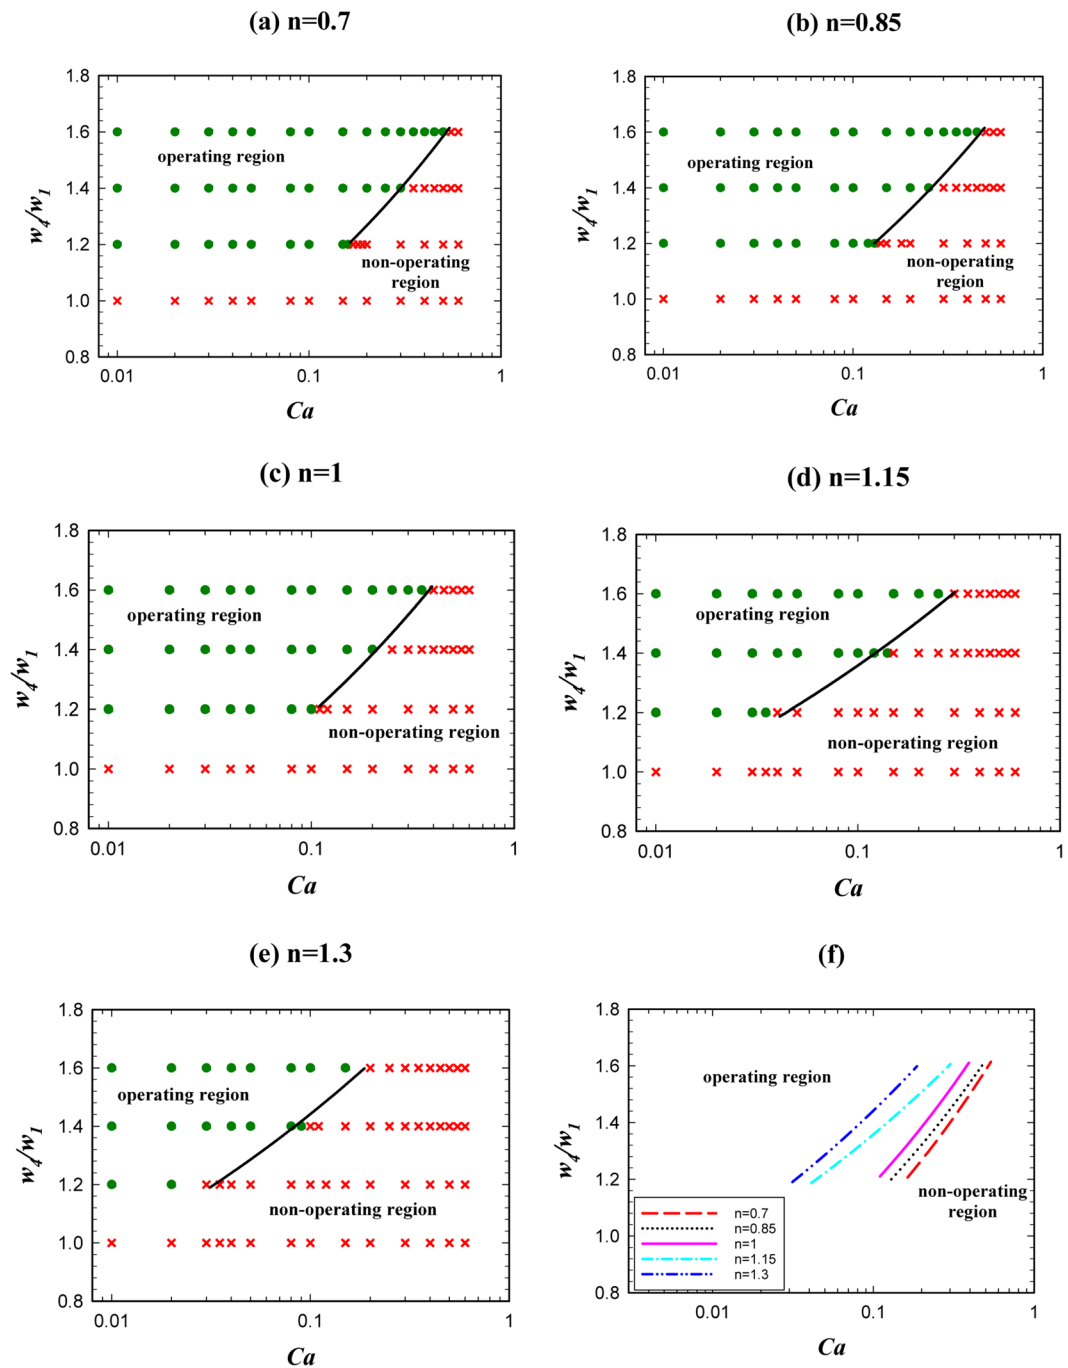 (a) n=0.7
1.8
1.6
1.4
1.2
1.0
0.8
w4/w1
operating region
non-operating
region
0.01
0.1
1
Ca
(b) n=0.85
1.8
1.6
1.4
1.2
1.0
0.8
w4/w1
operating region
non-operating
region
0.01
0.1
1
Ca
(c) n=1
1.8
1.6
1.4
1.2
1.0
0.8
w4/w1
operating region
non-operating region
0.01
0.1
1
Ca
(d) n=1.15
1.8
1.6
1.4
1.2
1.0
0.8
w4/w1
operating region
non-operating region
0.01
0.1
1
Ca
(e) n=1.3
1.8
1.6
1.4
1.2
1.0
0.8
w4/w1
operating region
non-operating region
0.01
0.1
1
Ca
(f)
1.8
1.6
1.4
1.2
1.0
0.8
w4/w1
operating region
non-operating
region
n=0.7
n=0.85
n=1
n=1.15
n=1.3
0.01
0.1
1
Ca